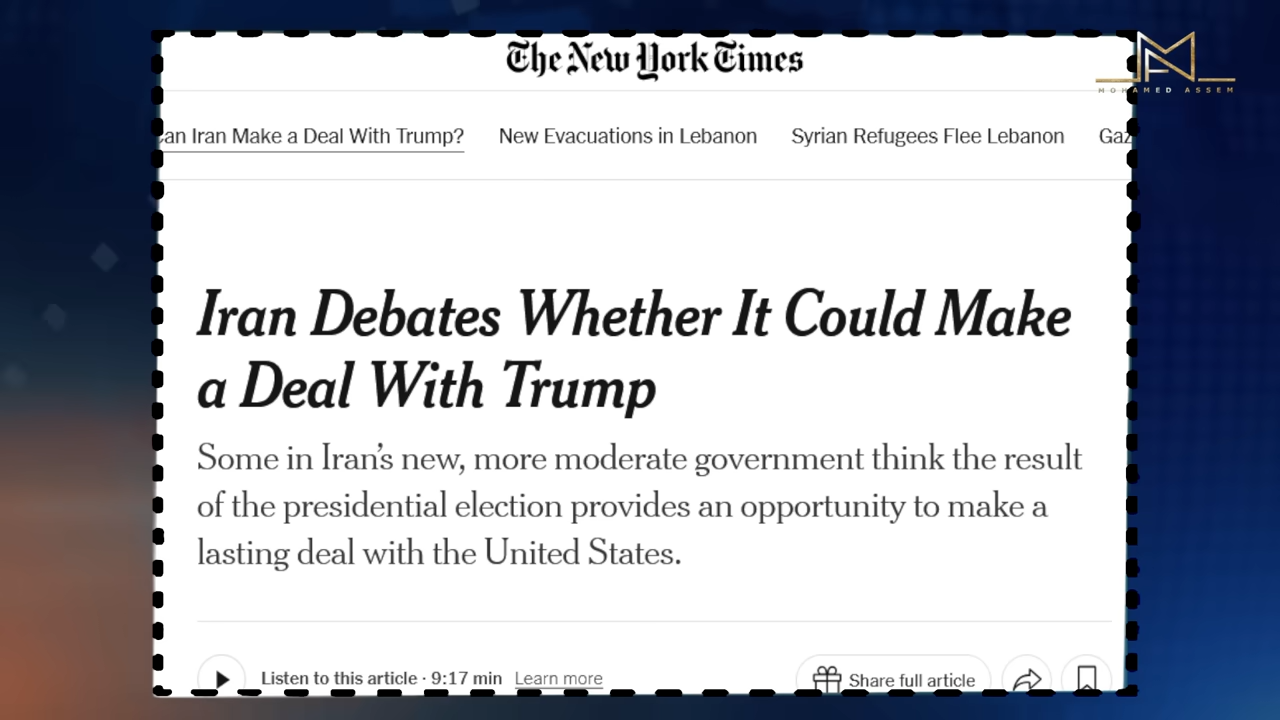 The New York Times
MOHAMED ASSEM
an Iran Make a Deal With Trump? New Evacuations in Lebanon Syrian Refugees Flee Lebanon Gaz
Iran Debates Whether It Could Make
a Deal With Trump
Some in Iran’s new, more moderate government think the result
of the presidential election provides an opportunity to make a
lasting deal with the United States.
Listen to this article · 9:17 min Learn more Share full article